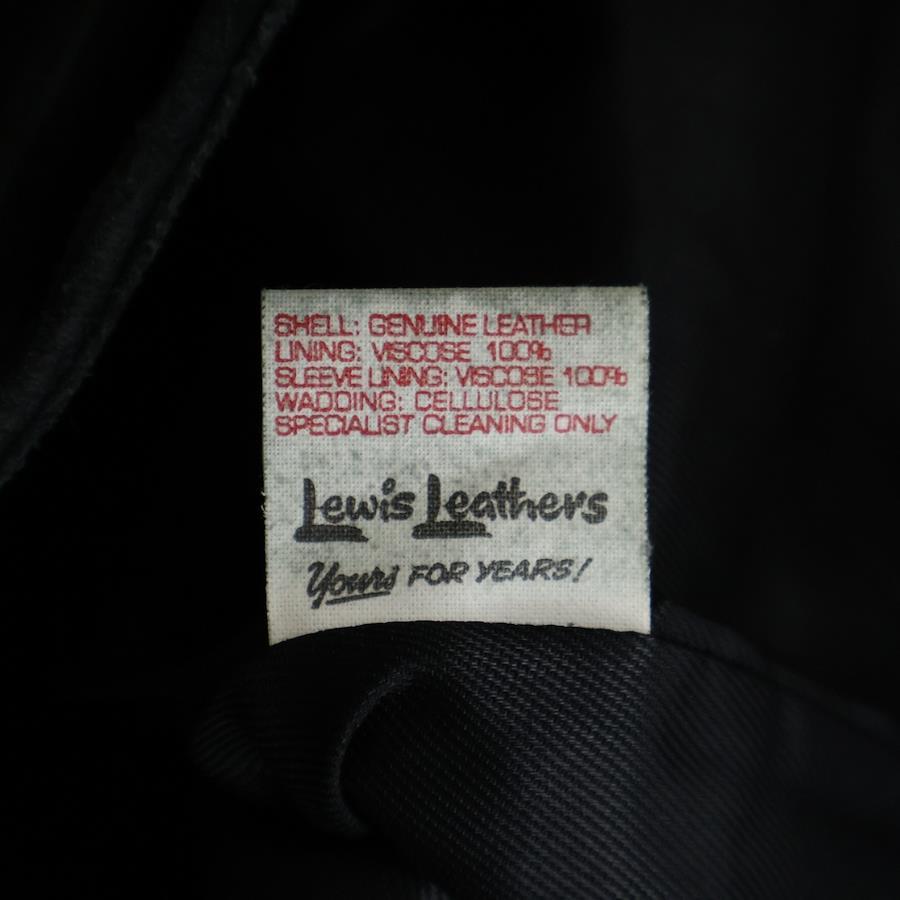 SHELL: GENUINE LEATHER
LINING: VISCOSE 100%
SLEEVE LINING: VISCOSE 100%
WADDING: CELLULOSE
SPECIALIST CLEANING ONLY
Lewis Leathers
Yours FOR YEARS!